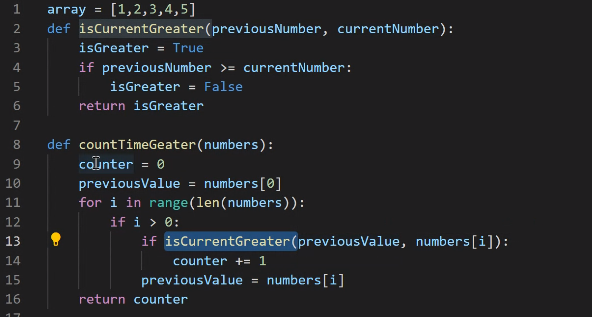 1 array = [1,2,3,4,5]
2 def isCurrentGreater(previousNumber, currentNumber):
3 isGreater = True
4 if previousNumber >= currentNumber:
5 isGreater = False
6 return isGreater
7
8 def countTimeGeater(numbers):
9 counter = 0
10 previousValue = numbers[0]
11 for i in range(len(numbers)):
12 if i > 0:
13 if isCurrentGreater(previousValue, numbers[i]):
14 counter += 1
15 previousValue = numbers[i]
16 return counter
17